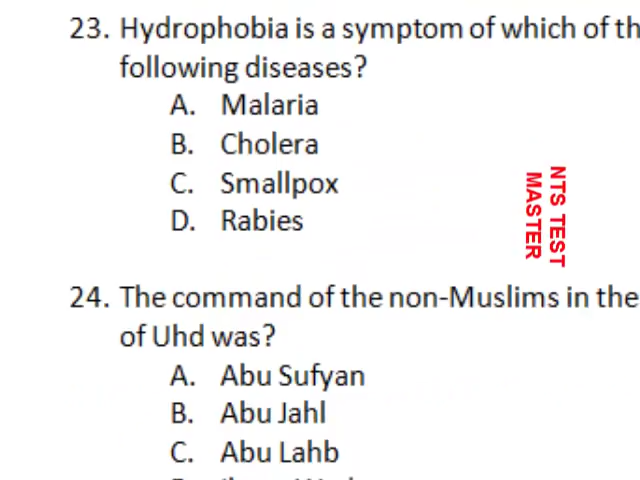 23. Hydrophobia is a symptom of which of th
following diseases?
A. Malaria
B. Cholera
C. Smallpox
D. Rabies
NTS TEST
MASTER
24. The command of the non-Muslims in the
of Uhd was?
A. Abu Sufyan
B. Abu Jahl
C. Abu Lahb